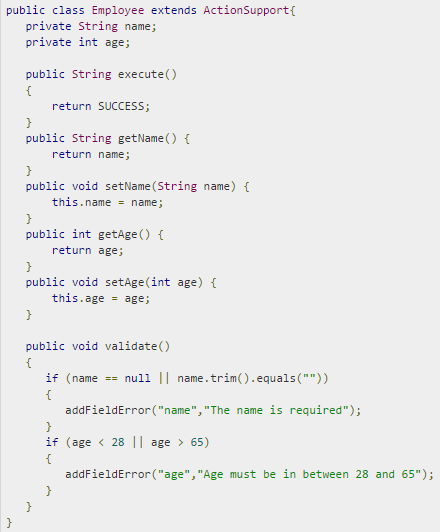 public class Employee extends ActionSupport{
private String name;
private int age;
public String execute()
{
return SUCCESS;
}
public String getName() {
return name;
}
public void setName(String name) {
this.name = name;
}
public int getAge() {
return age;
}
public void setAge(int age) {
this.age = age;
}
public void validate()
{
if (name == null || name.trim().equals(""))
{
addFieldError("name","The name is required");
}
if (age < 28 || age > 65)
{
addFieldError("age","Age must be in between 28 and 65");
}
}
}